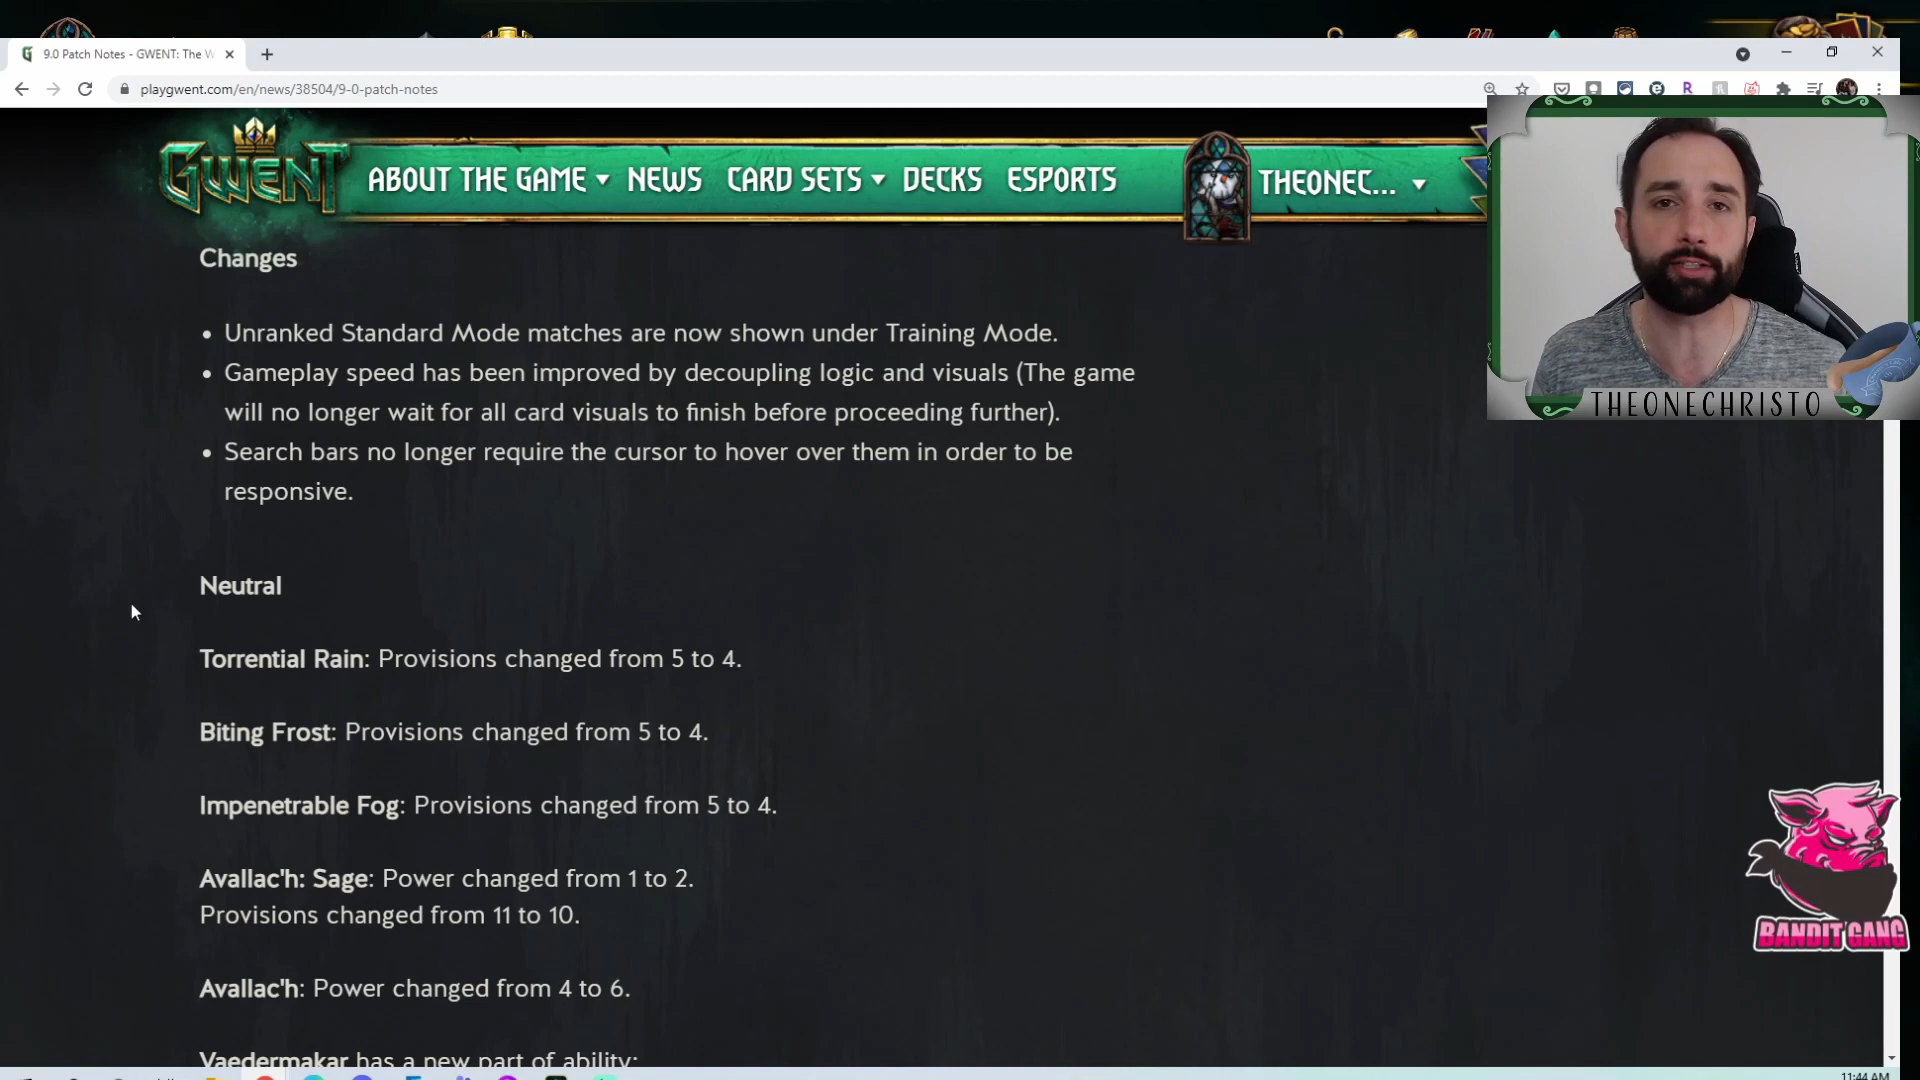 9.0 Patch Notes - GWENT: The W
playgwent.com/en/news/38504/9-0-patch-notes
GWENT
ABOUT THE GAME
NEWS
CARD SETS
DECKS
ESPORTS
THEONEC...
THEONECHRISTO
Changes
• Unranked Standard Mode matches are now shown under Training Mode.
• Gameplay speed has been improved by decoupling logic and visuals (The game
will no longer wait for all card visuals to finish before proceeding further).
• Search bars no longer require the cursor to hover over them in order to be
responsive.
Neutral
Torrential Rain: Provisions changed from 5 to 4.
Biting Frost: Provisions changed from 5 to 4.
Impenetrable Fog: Provisions changed from 5 to 4.
Avallac'h: Sage: Power changed from 1 to 2.
Provisions changed from 11 to 10.
Avallac'h: Power changed from 4 to 6.
Vaedermakar has a new part of ability:
BANDIT GANG
11:44 AM